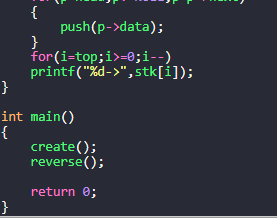 {
push(p->data);
}
for(i=top;i>=0;i--)
printf("%d->",stk[i]);
}
int main()
{
create();
reverse();
return 0;
}